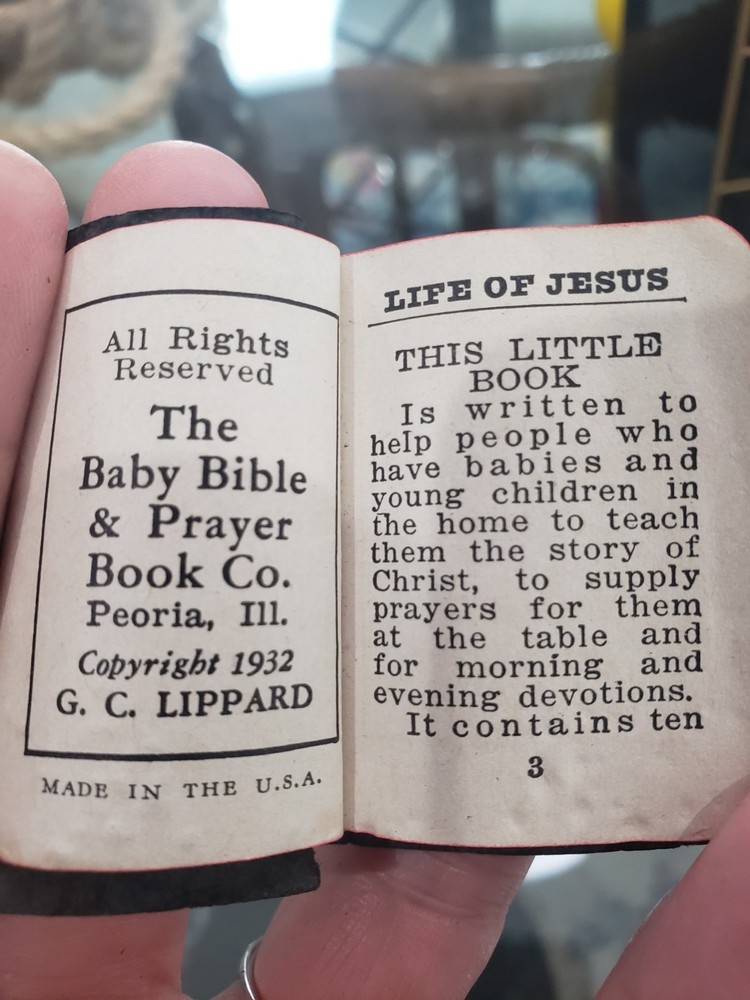 All Rights
Reserved
The
Baby Bible
& Prayer
Book Co.
Peoria, Ill.
Copyright 1932
G. C. LIPPARD
MADE IN THE U.S.A.
LIFE OF JESUS
THIS LITTLE
BOOK
Is written to
help people who
have babies and
young children in
the home to teach
them the story of
Christ, to supply
prayers for them
at the table and
for morning and
evening devotions.
It contains ten
3